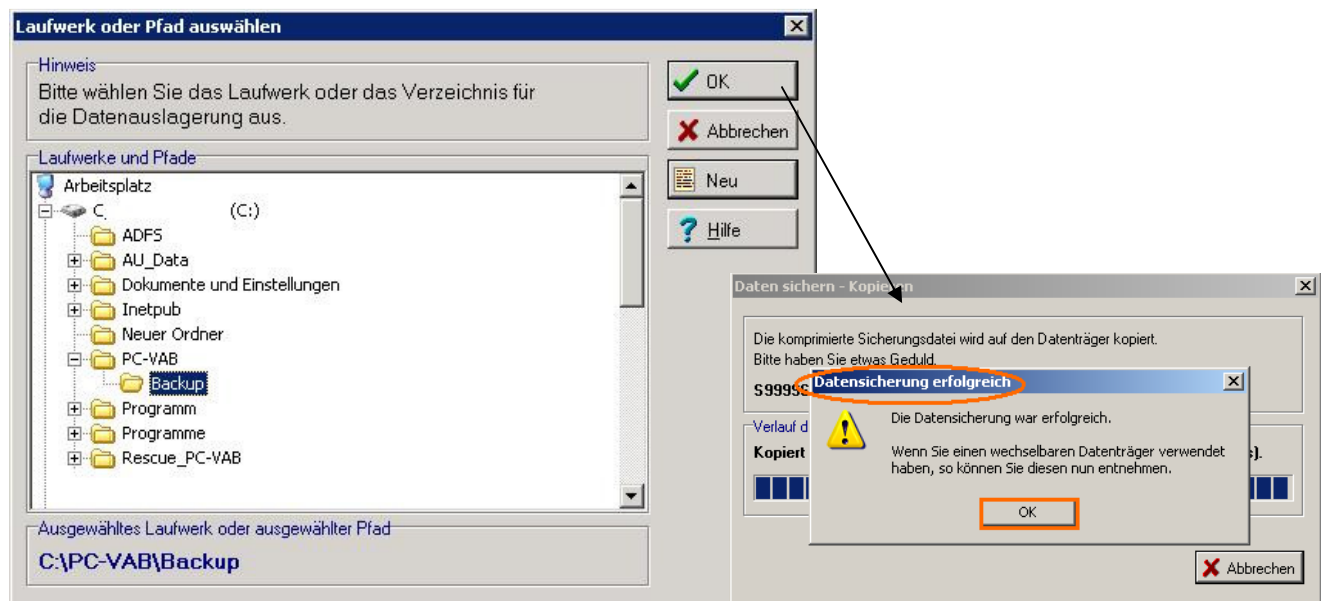 Laufwerk oder Pfad auswählen
Hinweis
Bitte wählen Sie das Laufwerk oder das Verzeichnis für
die Datenauslagerung aus.
OK
Abbrechen
Neu
Hilfe
Laufwerke und Pfade
Arbeitsplatz
C (C:)
ADFS
AU_Data
Dokumente und Einstellungen
Inetpub
Neuer Ordner
PC-VAB
Backup
Programm
Programme
Rescue_PC-VAB
Ausgewähltes Laufwerk oder ausgewählter Pfad
C:\PC-VAB\Backup
Daten sichern - Kopieren
Die komprimierte Sicherungsdatei wird auf den Datenträger kopiert.
Bitte haben Sie etwas Geduld.
Verlauf
Kopiert
Datensicherung erfolgreich
Die Datensicherung war erfolgreich.
Wenn Sie einen wechselbaren Datenträger verwendet
haben, so können Sie diesen nun entnehmen.
OK
Abbrechen